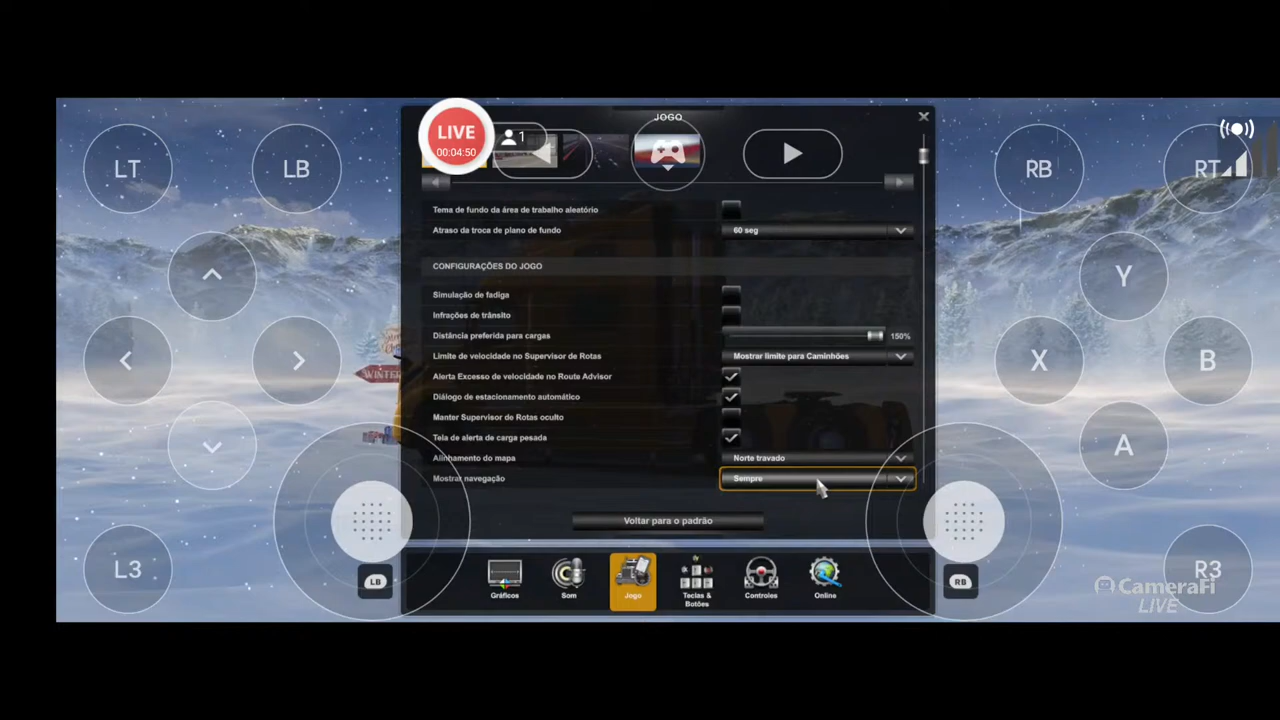 JOGO
LIVE
00:04:50
1
LT
LB
RB
RT
Tema de fundo da área de trabalho aleatório
Atraso da troca de plano de fundo
60 seg
CONFIGURAÇÕES DO JOGO
Simulação de fadiga
Infrações de trânsito
Distância preferida para cargas
150%
Limite de velocidade no Supervisor de Rotas
Mostrar limite para Caminhões
Alerta Excesso de velocidade no Route Advisor
Diálogo de estacionamento automático
Manter Supervisor de Rotas oculto
Tela de alerta de carga pesada
Alinhamento do mapa
Norte travado
Mostrar navegação
Sempre
Voltar para o padrão
Y
X
B
A
WINTER
L3
R3
LB
RB
Gráficos
Som
Jogo
Teclas &
Botões
Controles
Online
CameraFi
LIVE